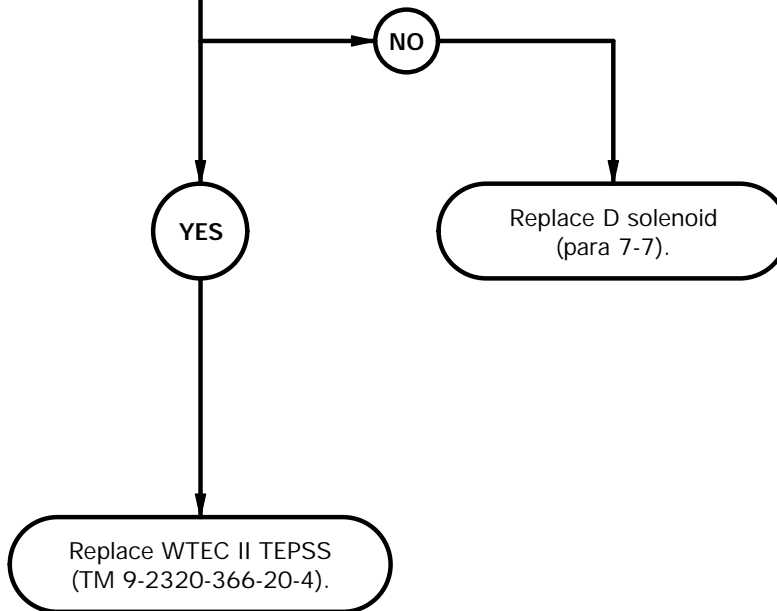 NO
YES
Replace D solenoid
(para 7-7).
Replace WTEC II TEPSS
(TM 9-2320-366-20-4).